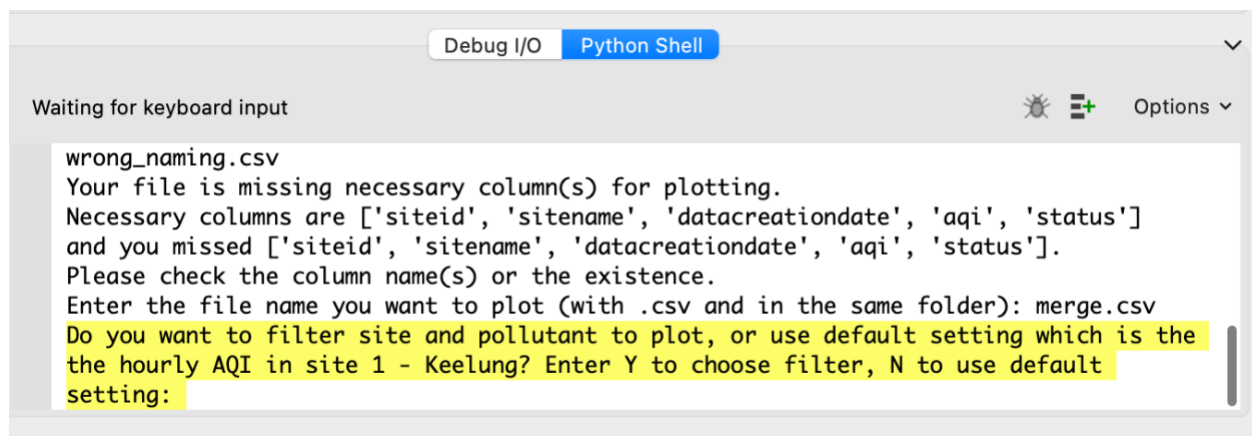 Debug I/O Python Shell
Waiting for keyboard input Options
wrong_naming.csv
Your file is missing necessary column(s) for plotting.
Necessary columns are ['siteid', 'sitename', 'datacreationdate', 'aqi', 'status']
and you missed ['siteid', 'sitename', 'datacreationdate', 'aqi', 'status'].
Please check the column name(s) or the existence.
Enter the file name you want to plot (with .csv and in the same folder): merge.csv
Do you want to filter site and pollutant to plot, or use default setting which is the
the hourly AQI in site 1 - Keelung? Enter Y to choose filter, N to use default
setting: